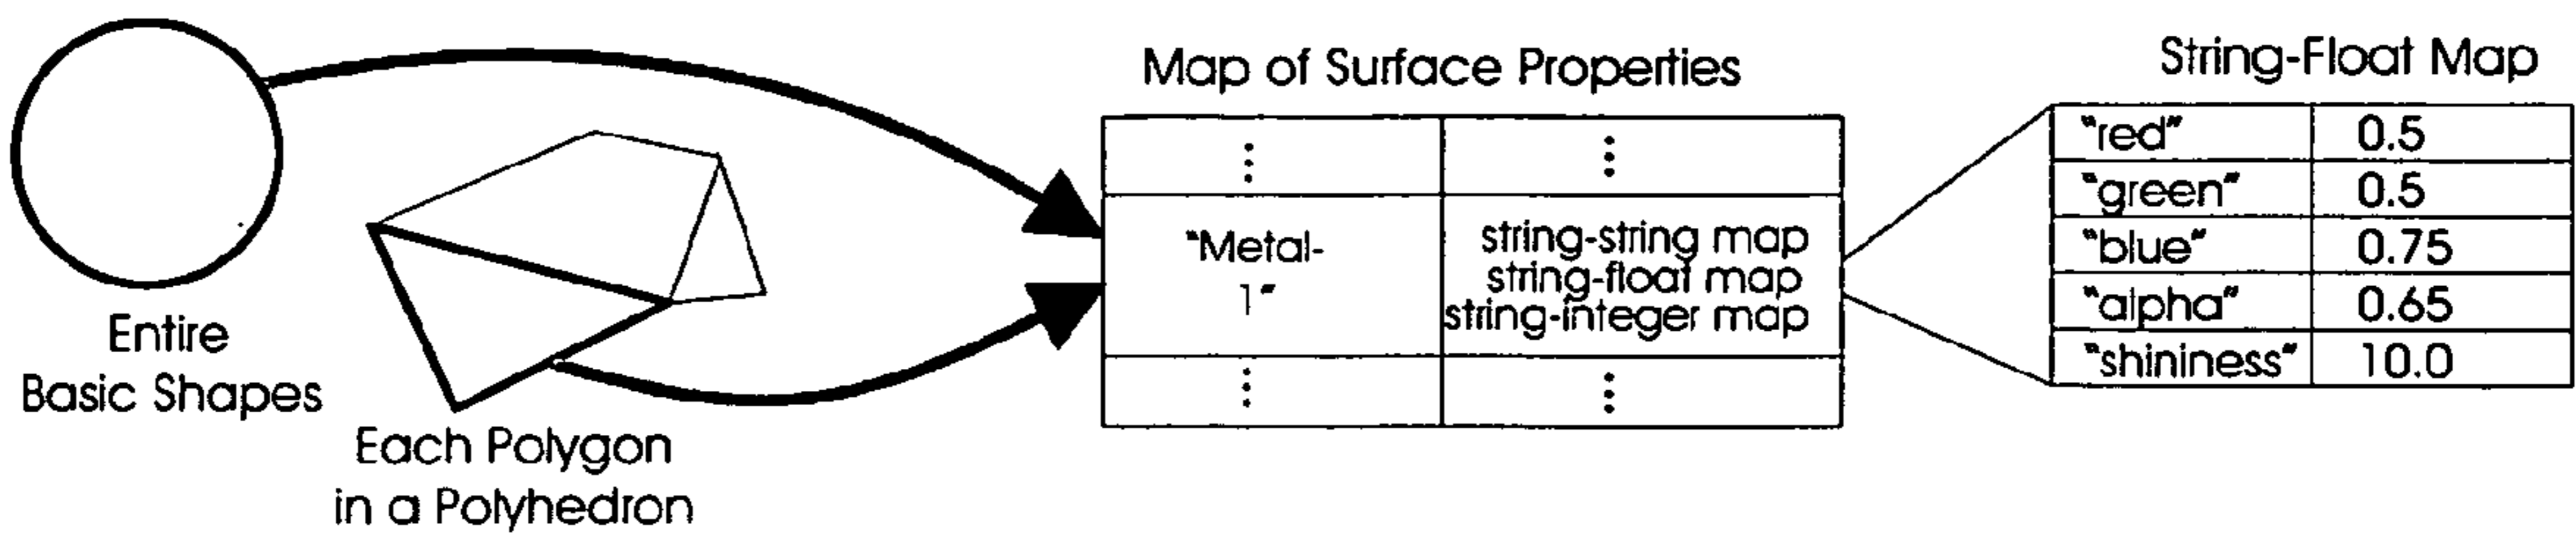 Entire
Basic Shapes
Each Polygon
in a Polyhedron
Map of Surface Properties
⋮ ⋮
"Metal-
1"
string-string map
string-float map
string-integer map
⋮ ⋮
String-Float Map
"red" 0.5
"green" 0.5
"blue" 0.75
"alpha" 0.65
"shininess" 10.0